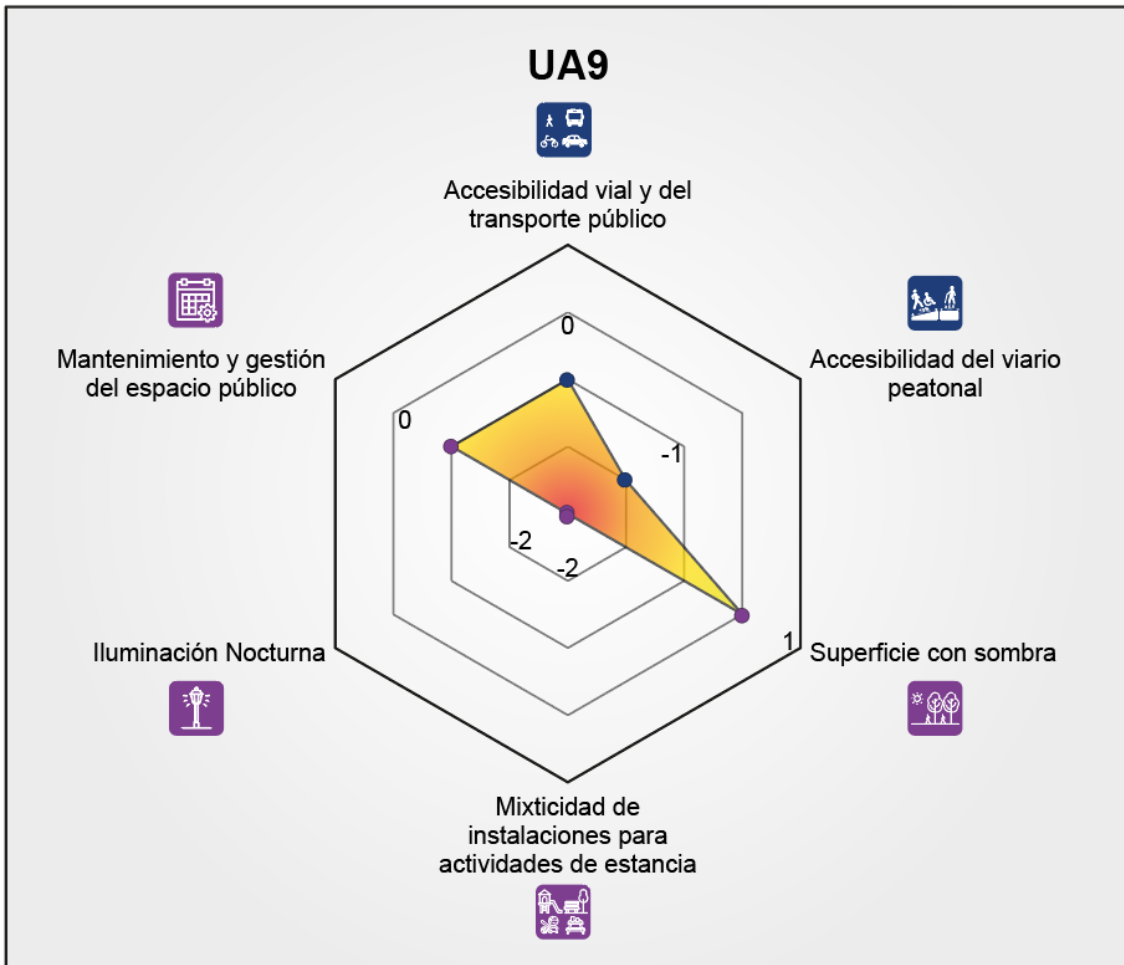 UA9
Accesibilidad vial y del
transporte público
Mantenimiento y gestión
del espacio público
Accesibilidad del viario
peatonal
0
0
-1
-2
-2
1
Iluminación Nocturna
Superficie con sombra
Mixticidad de
instalaciones para
actividades de estancia